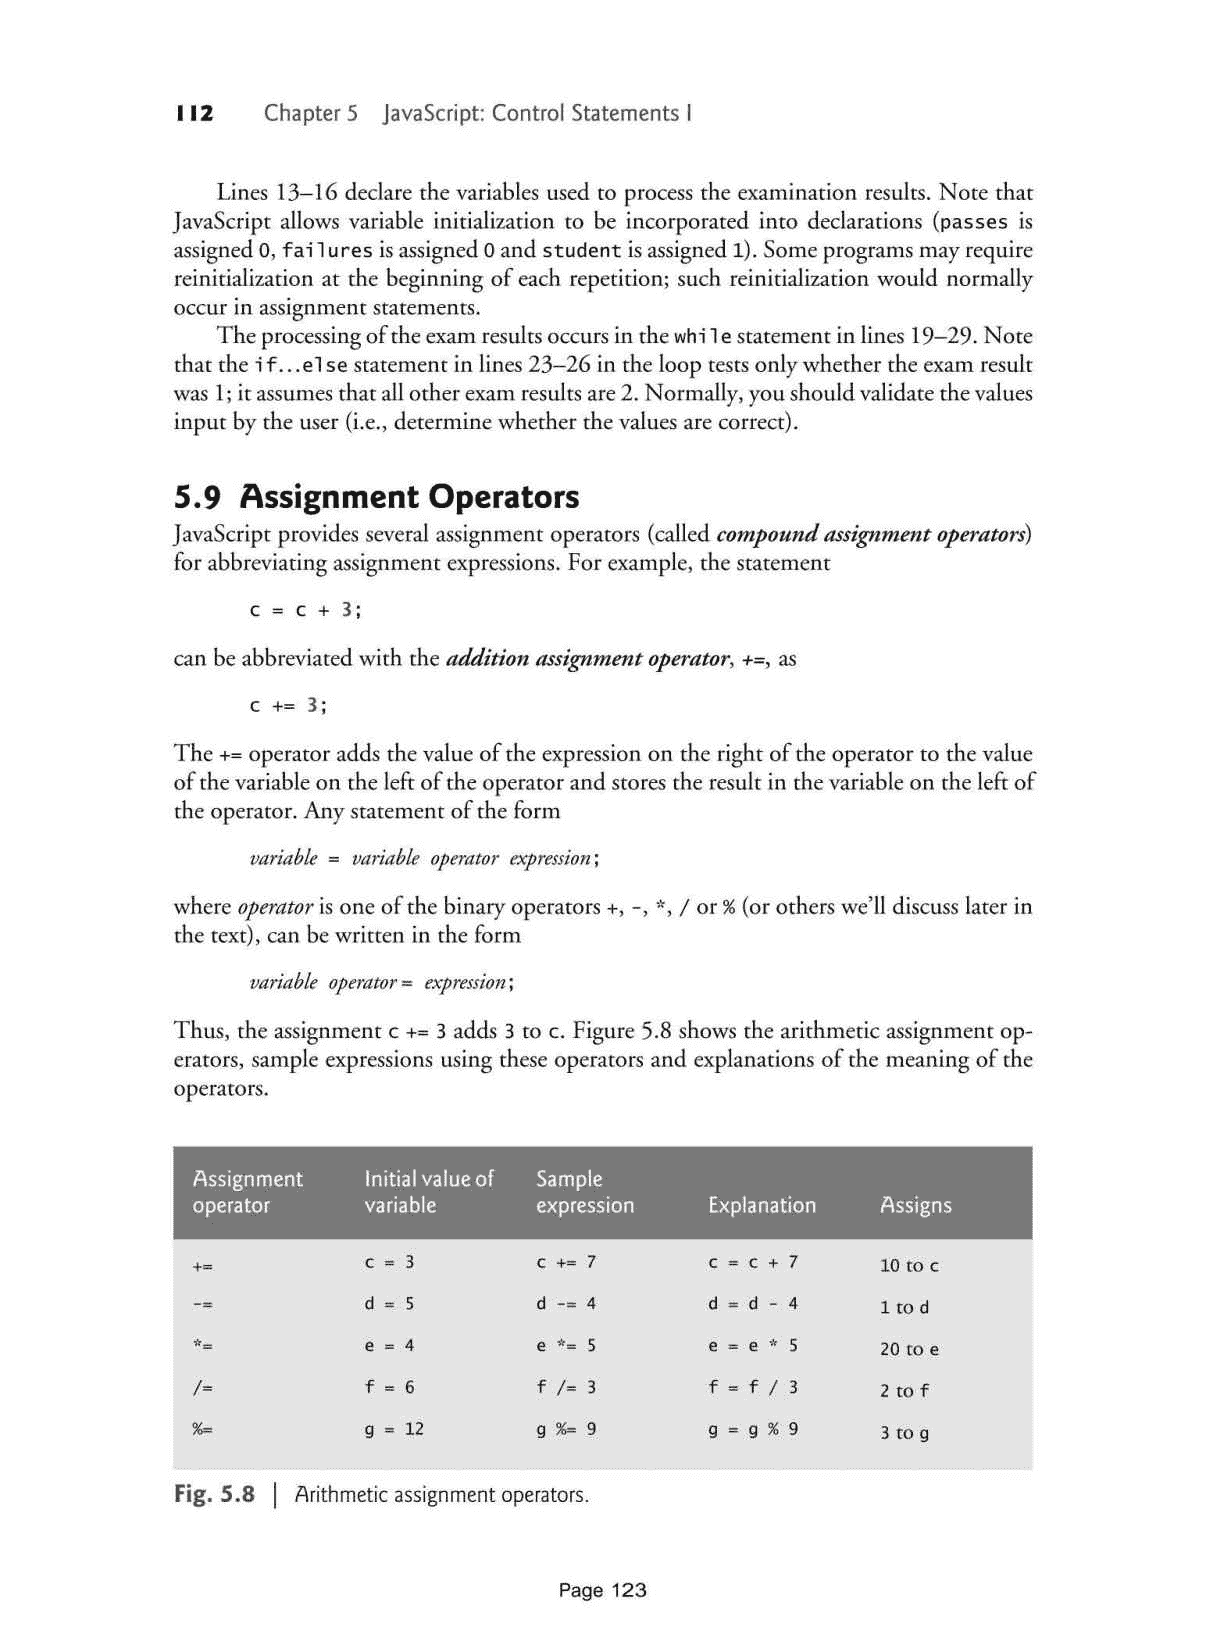 112 Chapter 5 JavaScript: Control Statements I
Lines 13–16 declare the variables used to process the examination results. Note that
JavaScript allows variable initialization to be incorporated into declarations (passes is
assigned 0, failures is assigned 0 and student is assigned 1). Some programs may require
reinitialization at the beginning of each repetition; such reinitialization would normally
occur in assignment statements.
The processing of the exam results occurs in the while statement in lines 19–29. Note
that the if...else statement in lines 23–26 in the loop tests only whether the exam result
was 1; it assumes that all other exam results are 2. Normally, you should validate the values
input by the user (i.e., determine whether the values are correct).
5.9 Assignment Operators
JavaScript provides several assignment operators (called compound assignment operators)
for abbreviating assignment expressions. For example, the statement
c = c + 3;
can be abbreviated with the addition assignment operator, +=, as
c += 3;
The += operator adds the value of the expression on the right of the operator to the value
of the variable on the left of the operator and stores the result in the variable on the left of
the operator. Any statement of the form
variable = variable operator expression;
where operator is one of the binary operators +, -, *, / or % (or others we'll discuss later in
the text), can be written in the form
variable operator= expression;
Thus, the assignment c += 3 adds 3 to c. Figure 5.8 shows the arithmetic assignment op-
erators, sample expressions using these operators and explanations of the meaning of the
operators.
Assignment Initial value of Sample
operator variable expression Explanation Assigns
+= c = 3 c += 7 c = c + 7 10 to c
-= d = 5 d -= 4 d = d - 4 1 to d
*= e = 4 e *= 5 e = e * 5 20 to e
/= f = 6 f /= 3 f = f / 3 2 to f
%= g = 12 g %= 9 g = g % 9 3 to g
Fig. 5.8 | Arithmetic assignment operators.
Page 123